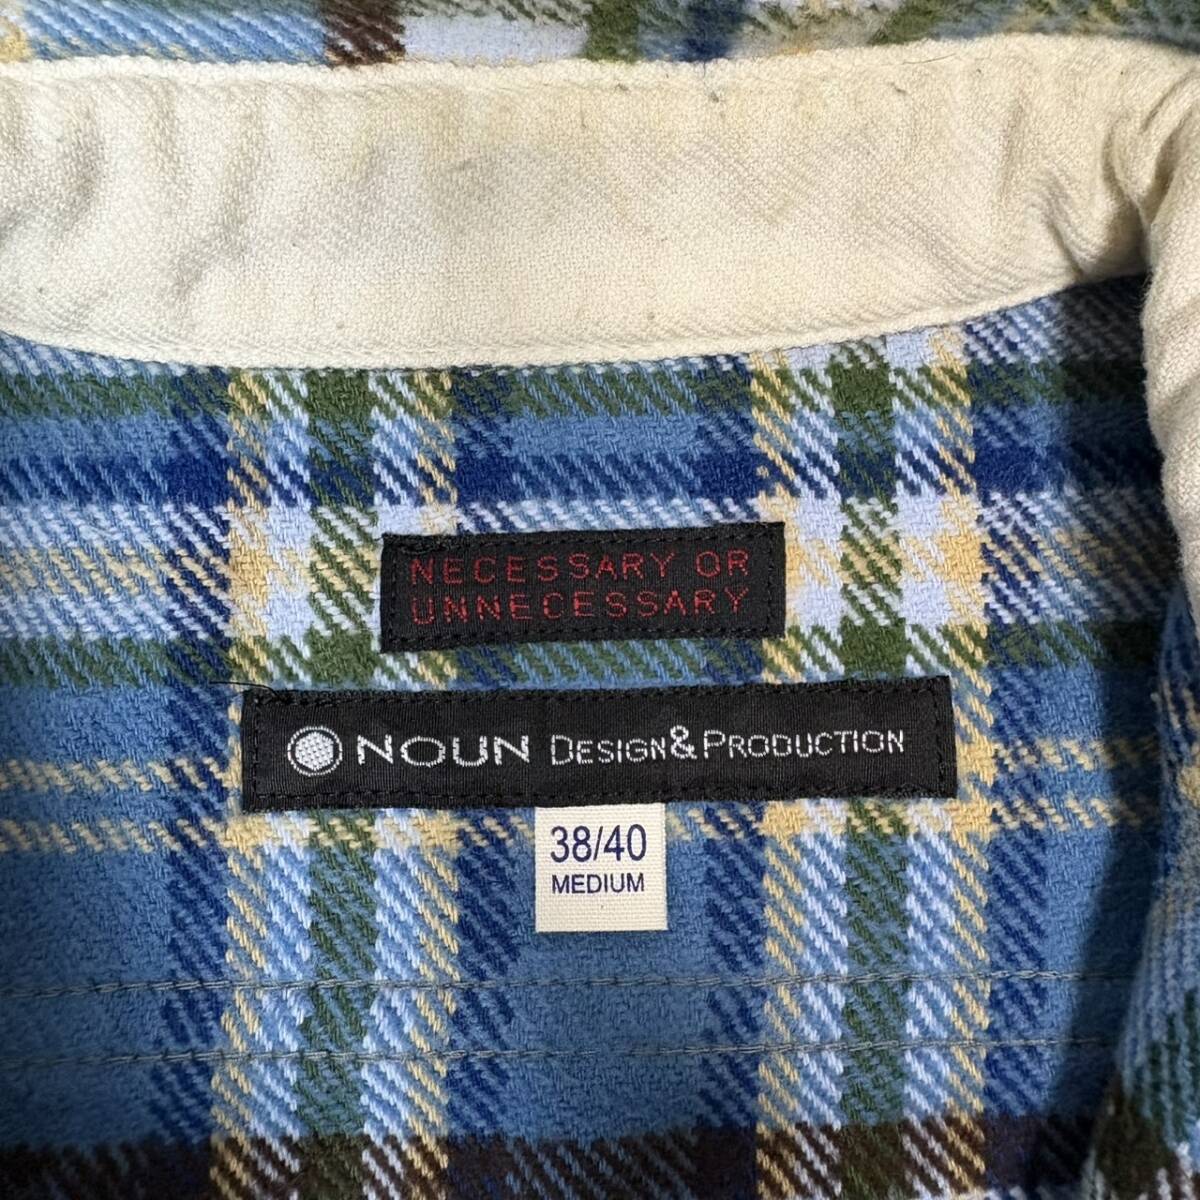 NECESSARY OR
UNNECESSARY
NOUN DESIGN&PRODUCTION
38/40
MEDIUM